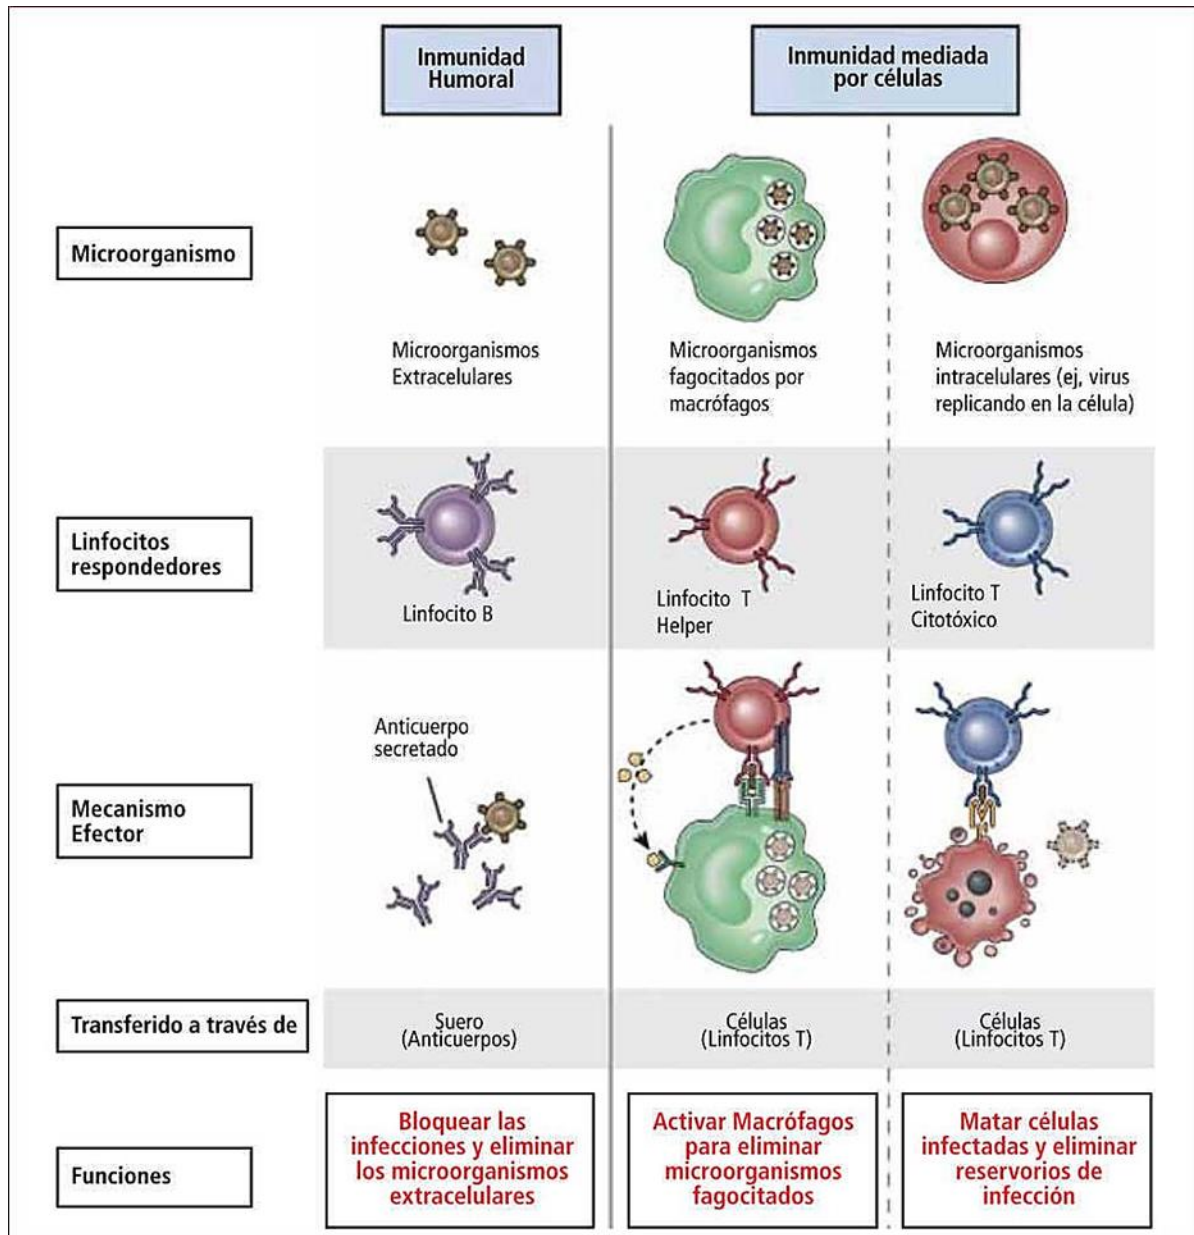 Inmunidad
Humoral
Inmunidad mediada
por células
Microorganismo
Microorganismos
Extracelulares
Microorganismos
fagocitados por
macrófagos
Microorganismos
intracelulares (ej, virus
replicando en la célula)
Linfocitos
respondedores
Linfocito B
Linfocito T
Helper
Linfocito T
Citotóxico
Mecanismo
Efector
Anticuerpo
secretado
Transferido a través de
Suero
(Anticuerpos)
Células
(Linfocitos T)
Células
(Linfocitos T)
Funciones
Bloquear las
infecciones y eliminar
los microorganismos
extracelulares
Activar Macrófagos
para eliminar
microorganismos
fagocitados
Matar células
infectadas y eliminar
reservorios de
infección